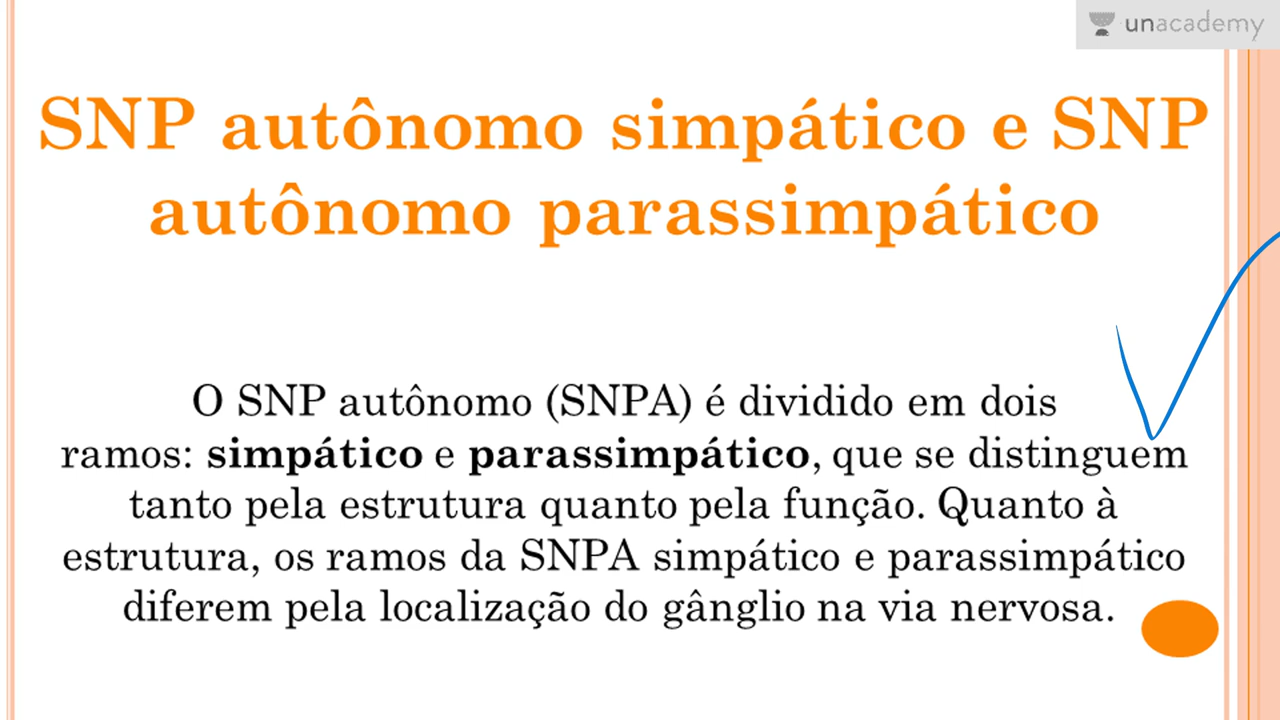 unacademy
SNP autônomo simpático e SNP
autônomo parassimpático
O SNP autônomo (SNPA) é dividido em dois
ramos: simpático e parassimpático, que se distinguem
tanto pela estrutura quanto pela função. Quanto à
estrutura, os ramos da SNPA simpático e parassimpático
diferem pela localização do gânglio na via nervosa.